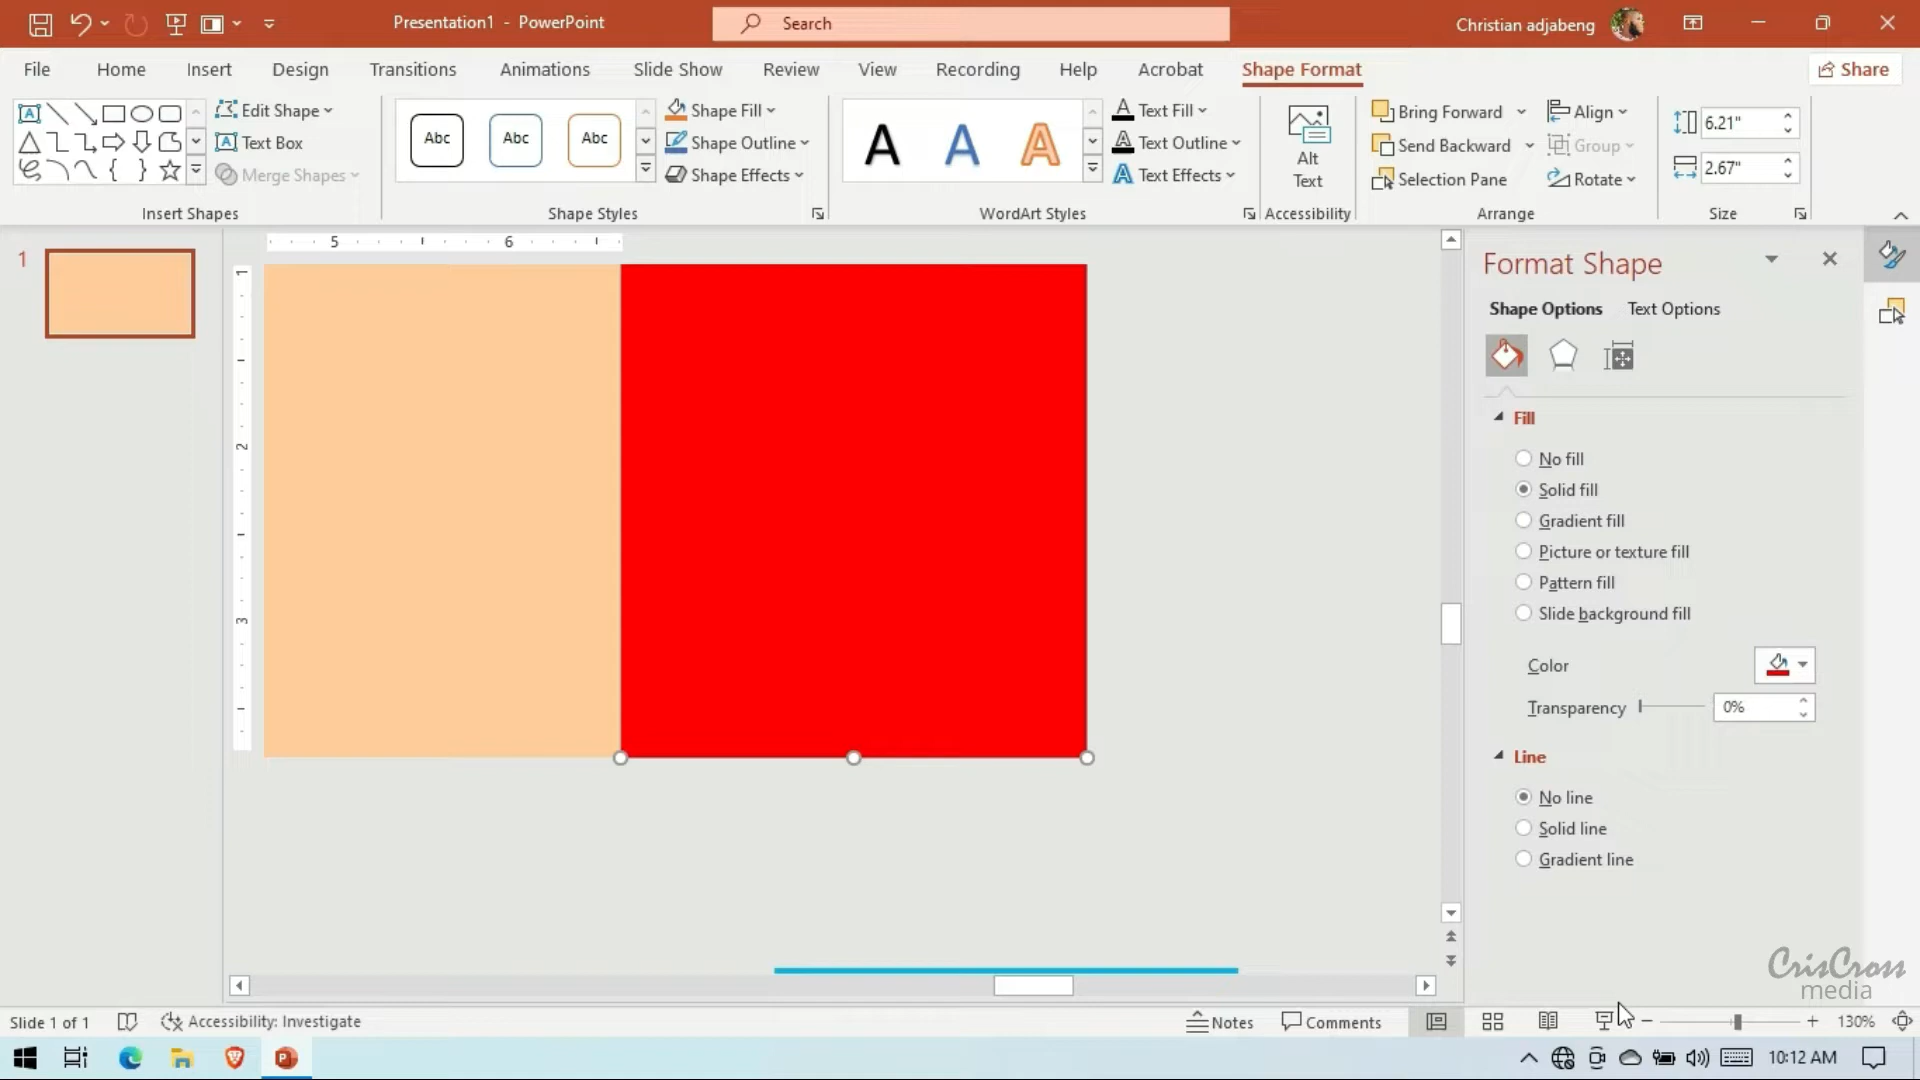 Presentation1 - PowerPoint
Search
Christian adjabeng
File Home Insert Design Transitions Animations Slide Show Review View Recording Help Acrobat Shape Format
Share
Edit Shape
Text Box
Merge Shapes
Insert Shapes
Abc Abc Abc
Shape Fill
Shape Outline
Shape Effects
Shape Styles
A A A
Text Fill
Text Outline
Text Effects
WordArt Styles
Alt
Text
Accessibility
Bring Forward
Send Backward
Selection Pane
Align
Group
Rotate
Arrange
6.21"
2.67"
Size
1
5 6
1
2
3
Format Shape
Shape Options Text Options
Fill
No fill
Solid fill
Gradient fill
Picture or texture fill
Pattern fill
Slide background fill
Color
Transparency 0%
Line
No line
Solid line
Gradient line
CrisCross
media
Slide 1 of 1 Accessibility: Investigate Notes Comments 130%
10:12 AM